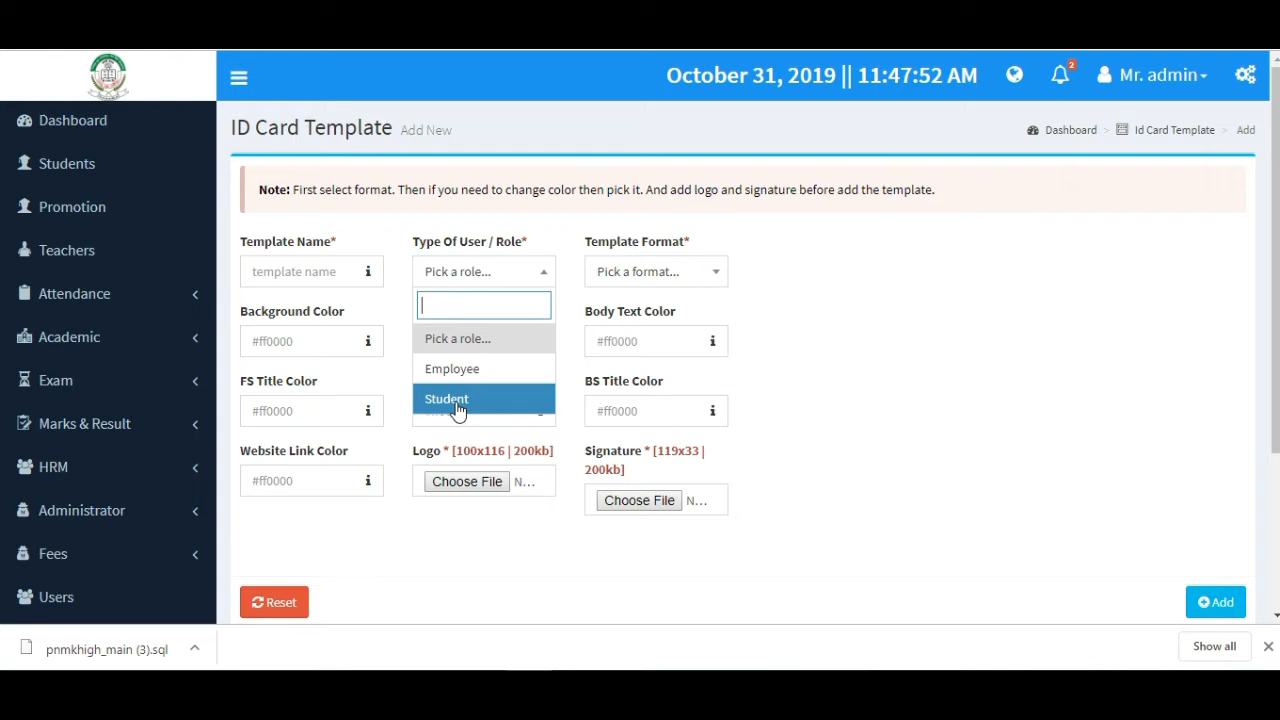 October 31, 2019 || 11:47:52 AM
2
Mr. admin
Dashboard
Students
Promotion
Teachers
Attendance
Academic
Exam
Marks & Result
HRM
Administrator
Fees
Users
ID Card Template Add New
Dashboard > Id Card Template > Add
Note: First select format. Then if you need to change color then pick it. And add logo and signature before add the template.
Template Name*
template name
Type Of User / Role*
Pick a role...
Pick a role...
Employee
Student
Template Format*
Pick a format...
Background Color
#ff0000
Body Text Color
#ff0000
FS Title Color
#ff0000
BS Title Color
#ff0000
Website Link Color
#ff0000
Logo * [100x116 | 200kb]
Choose File N...
Signature * [119x33 |
200kb]
Choose File N...
Reset
Add
pnmkhigh_main (3).sql
Show all